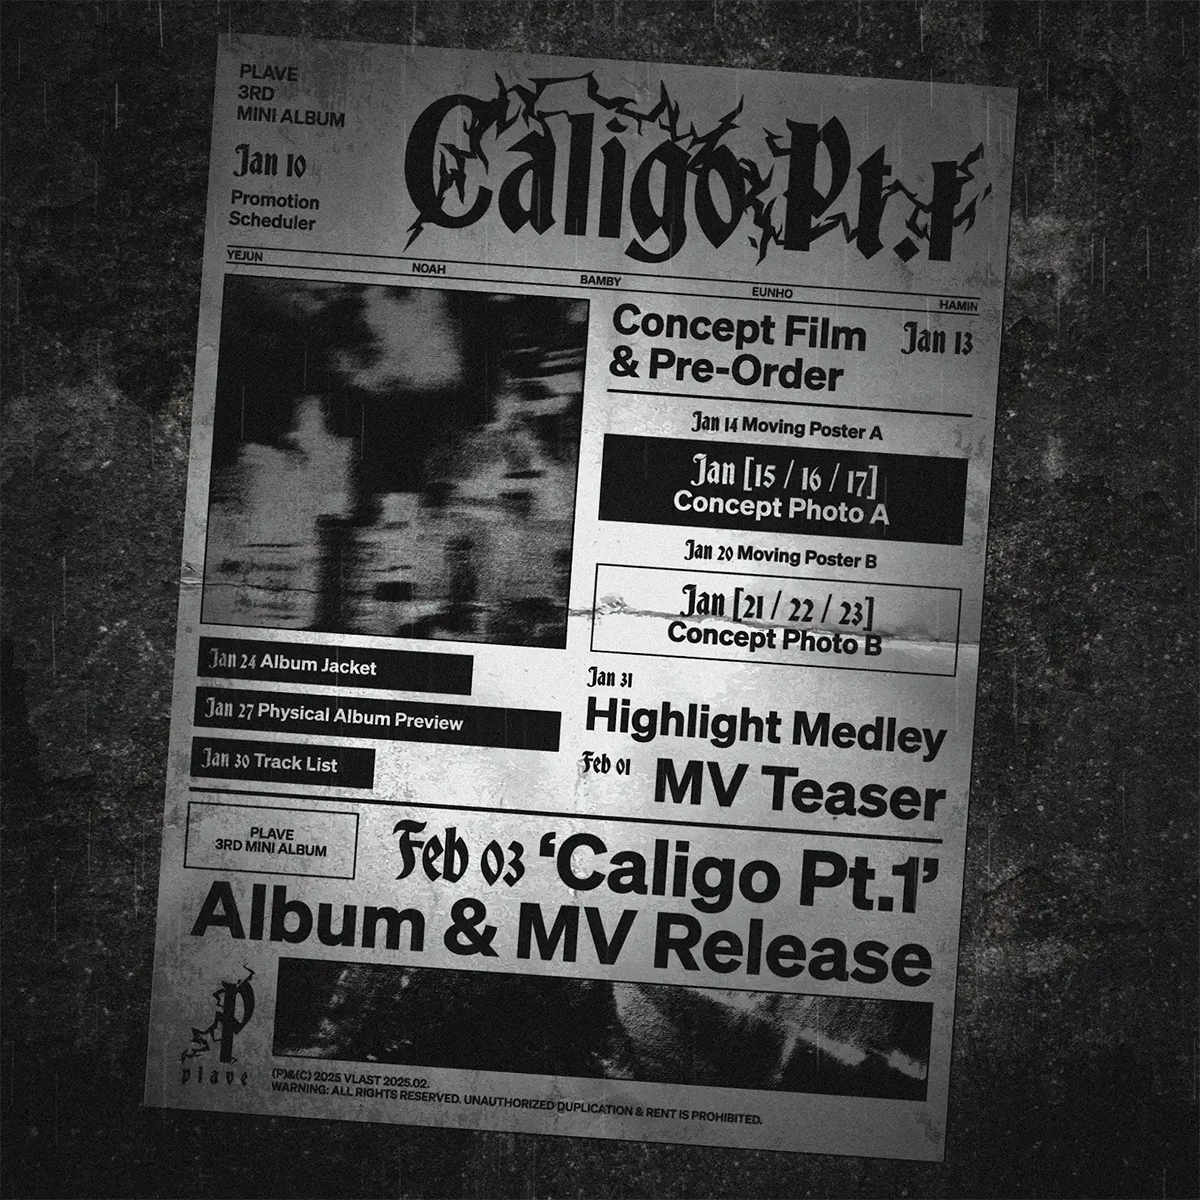 PLAVE
3RD
MINI ALBUM
Jan 10
Promotion
Scheduler
Caligo Pt.1
YEJUN
NOAH
BAMBY
EUNHO
HAMIN
Concept Film
& Pre-Order
Jan 13
Jan 14 Moving Poster A
Jan [15 / 16 / 17]
Concept Photo A
Jan 20 Moving Poster B
Jan [21 / 22 / 23]
Concept Photo B
Jan 24 Album Jacket
Jan 27 Physical Album Preview
Jan 30 Track List
Jan 31
Highlight Medley
Feb 01 MV Teaser
PLAVE
3RD MINI ALBUM
Feb 03 ‘Caligo Pt.1’
Album & MV Release
P
plave
(P)&(C) 2025 VLAST 2025.02.
WARNING: ALL RIGHTS RESERVED. UNAUTHORIZED DUPLICATION & RENT IS PROHIBITED.